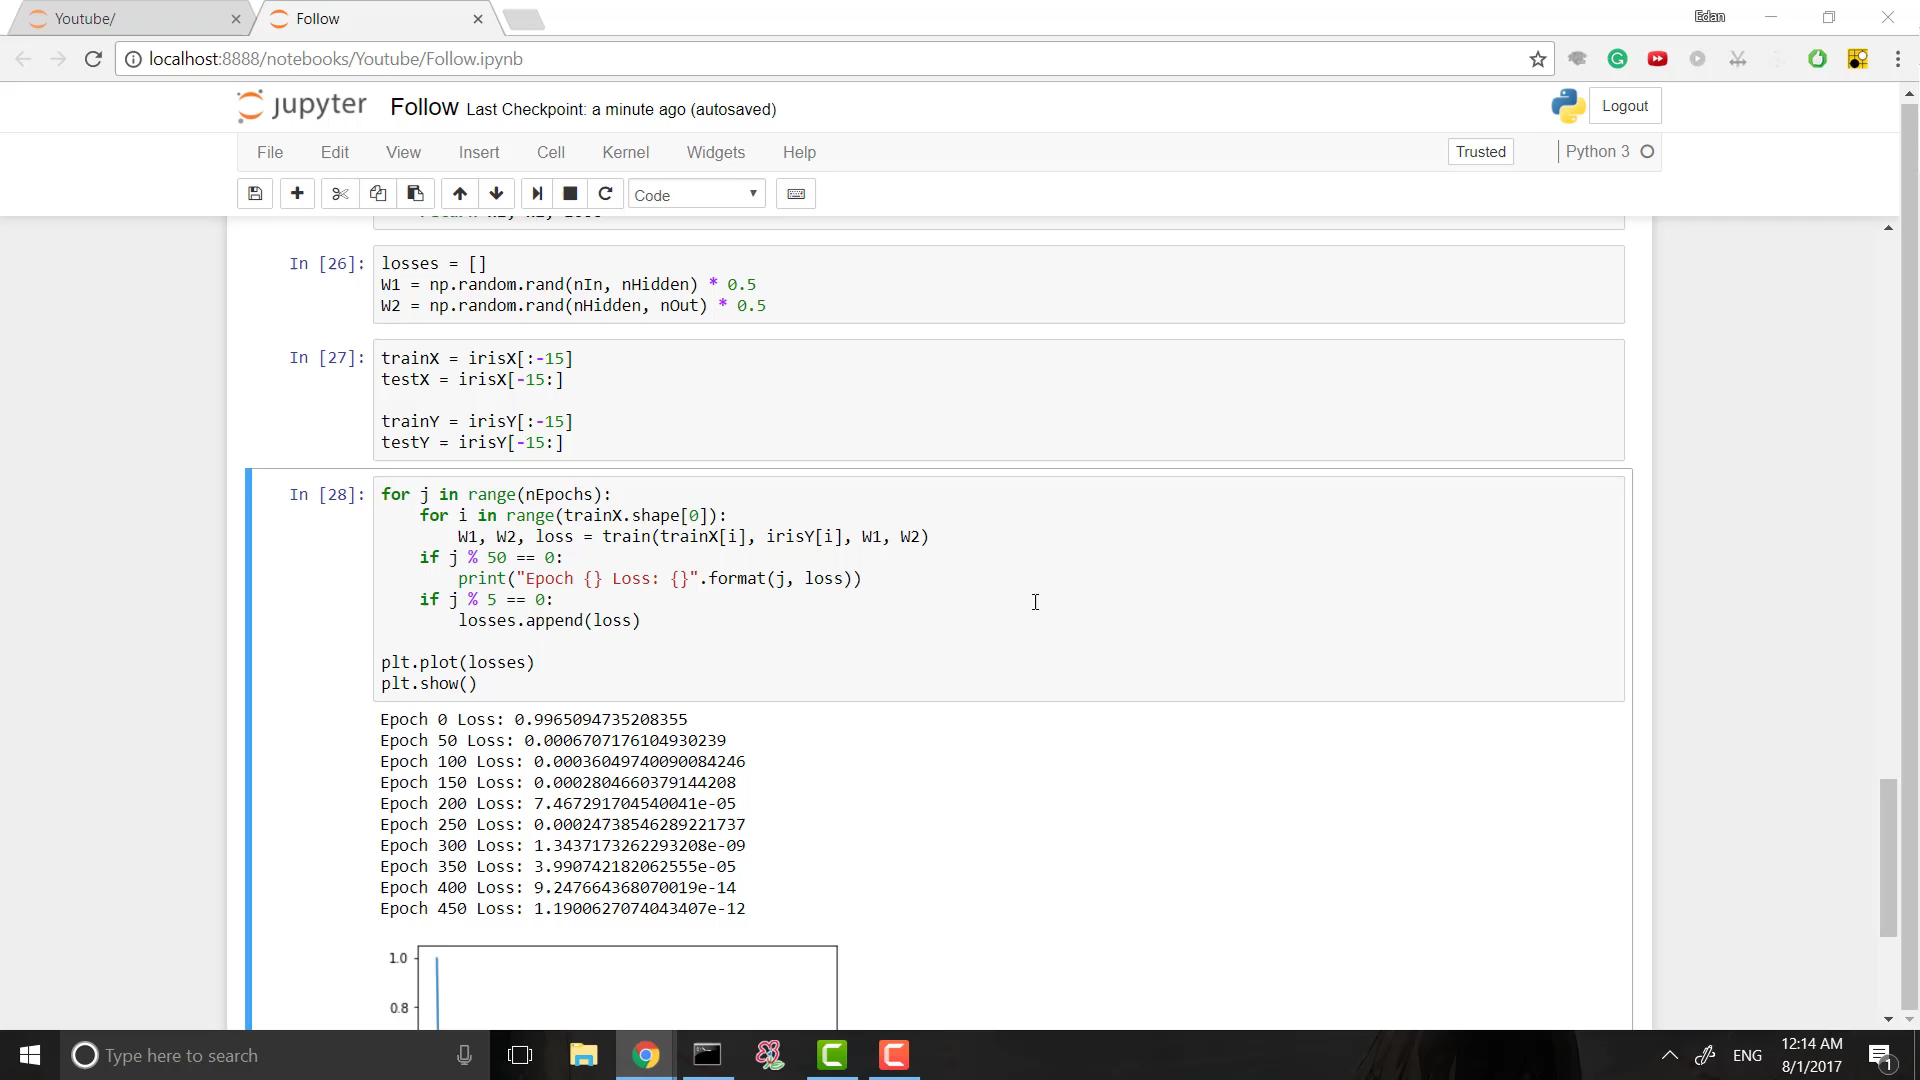 Youtube/
Follow
Edan
localhost:8888/notebooks/Youtube/Follow.ipynb
jupyter Follow Last Checkpoint: a minute ago (autosaved)
Logout
File Edit View Insert Cell Kernel Widgets Help
Trusted
Python 3
Code
In [26]:
losses = []
W1 = np.random.rand(nIn, nHidden) * 0.5
W2 = np.random.rand(nHidden, nOut) * 0.5
In [27]:
trainX = irisX[:-15]
testX = irisX[-15:]
trainY = irisY[:-15]
testY = irisY[-15:]
In [28]:
for j in range(nEpochs):
    for i in range(trainX.shape[0]):
        W1, W2, loss = train(trainX[i], irisY[i], W1, W2)
    if j % 50 == 0:
        print("Epoch {} Loss: {}".format(j, loss))
    if j % 5 == 0:
        losses.append(loss)
plt.plot(losses)
plt.show()
Epoch 0 Loss: 0.9965094735208355
Epoch 50 Loss: 0.0006707176104930239
Epoch 100 Loss: 0.00036049740090084246
Epoch 150 Loss: 0.0002804660379144208
Epoch 200 Loss: 7.467291704540041e-05
Epoch 250 Loss: 0.00024738546289221737
Epoch 300 Loss: 1.3437173262293208e-09
Epoch 350 Loss: 3.990742182062555e-05
Epoch 400 Loss: 9.247664368070019e-14
Epoch 450 Loss: 1.1900627074043407e-12
1.0
0.8
Type here to search
ENG
12:14 AM
8/1/2017
1